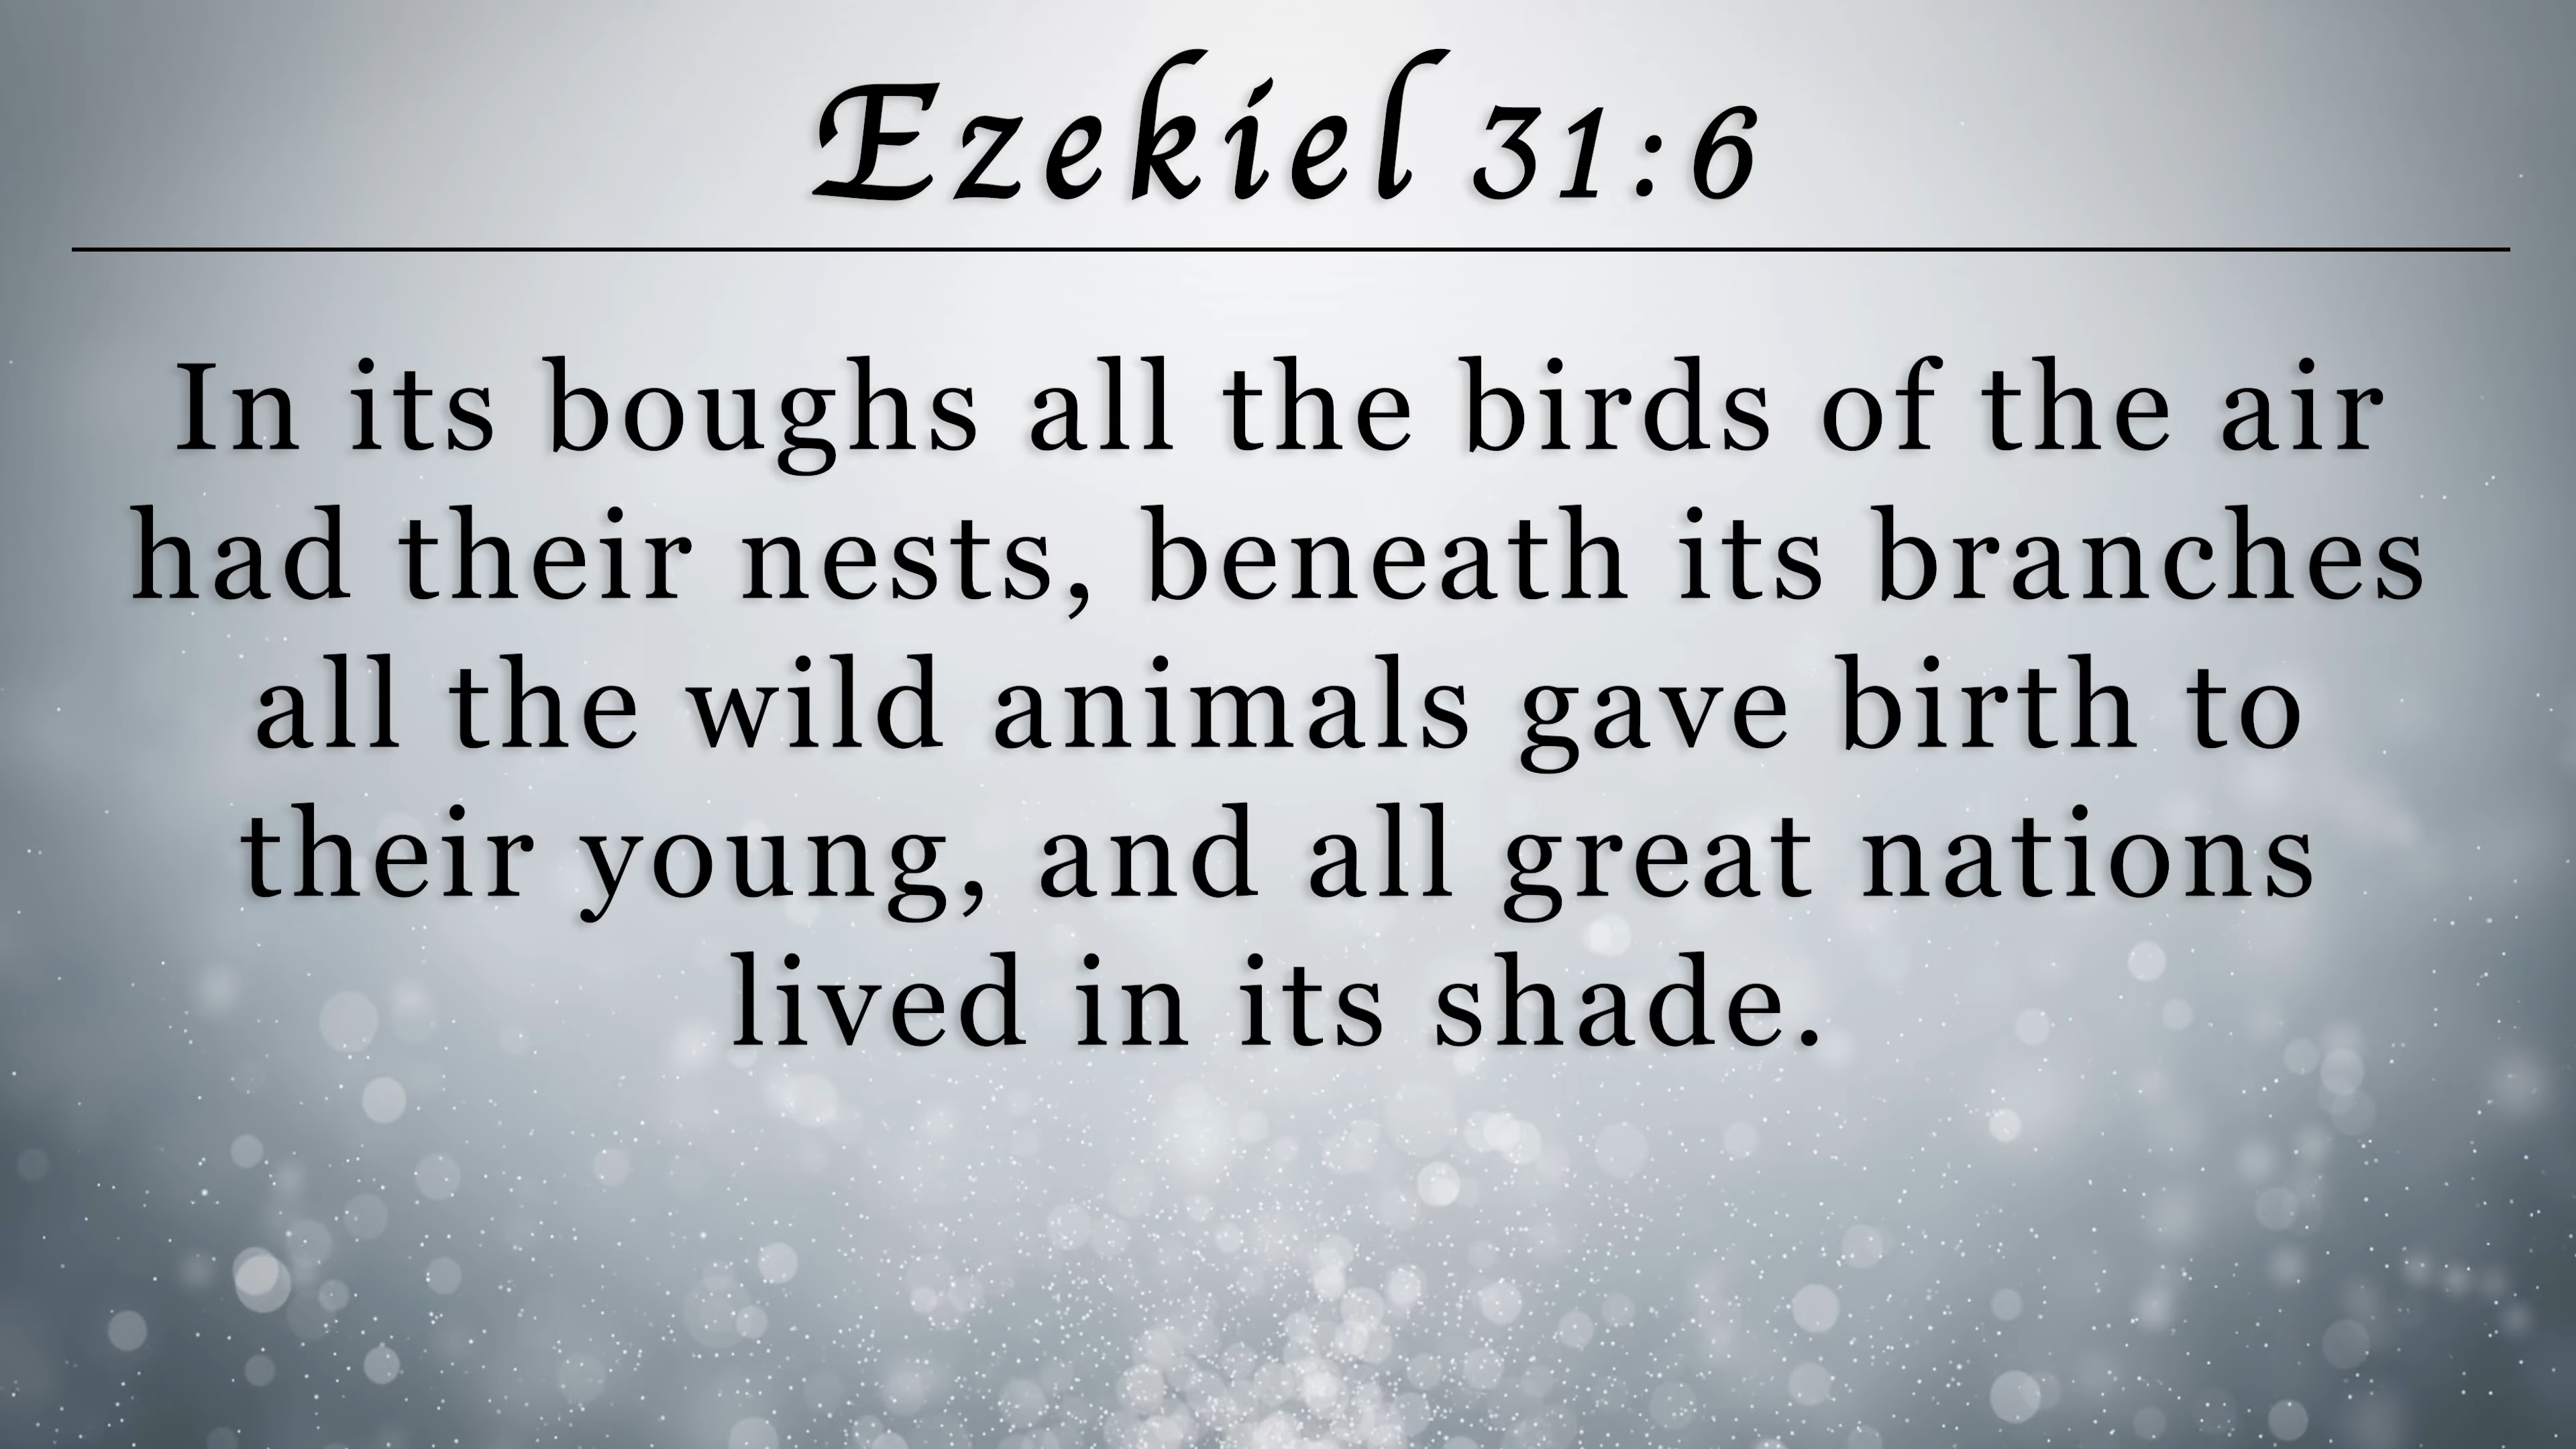 Ezekiel 31:6
In its boughs all the birds of the air
had their nests, beneath its branches
all the wild animals gave birth to
their young, and all great nations
lived in its shade.